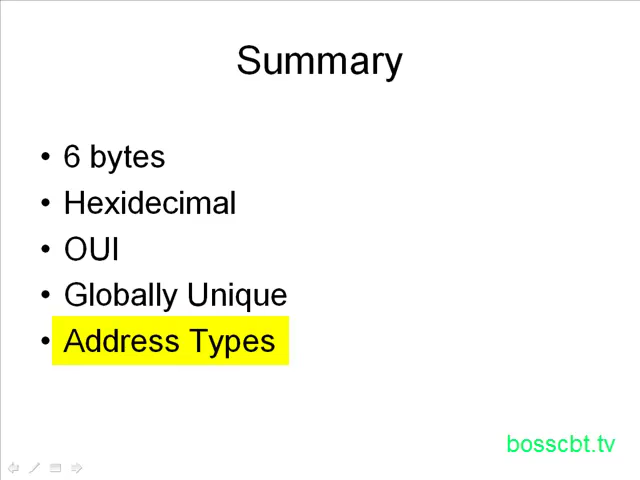 Summary
• 6 bytes
• Hexidecimal
• OUI
• Globally Unique
• Address Types
bosscbt.tv